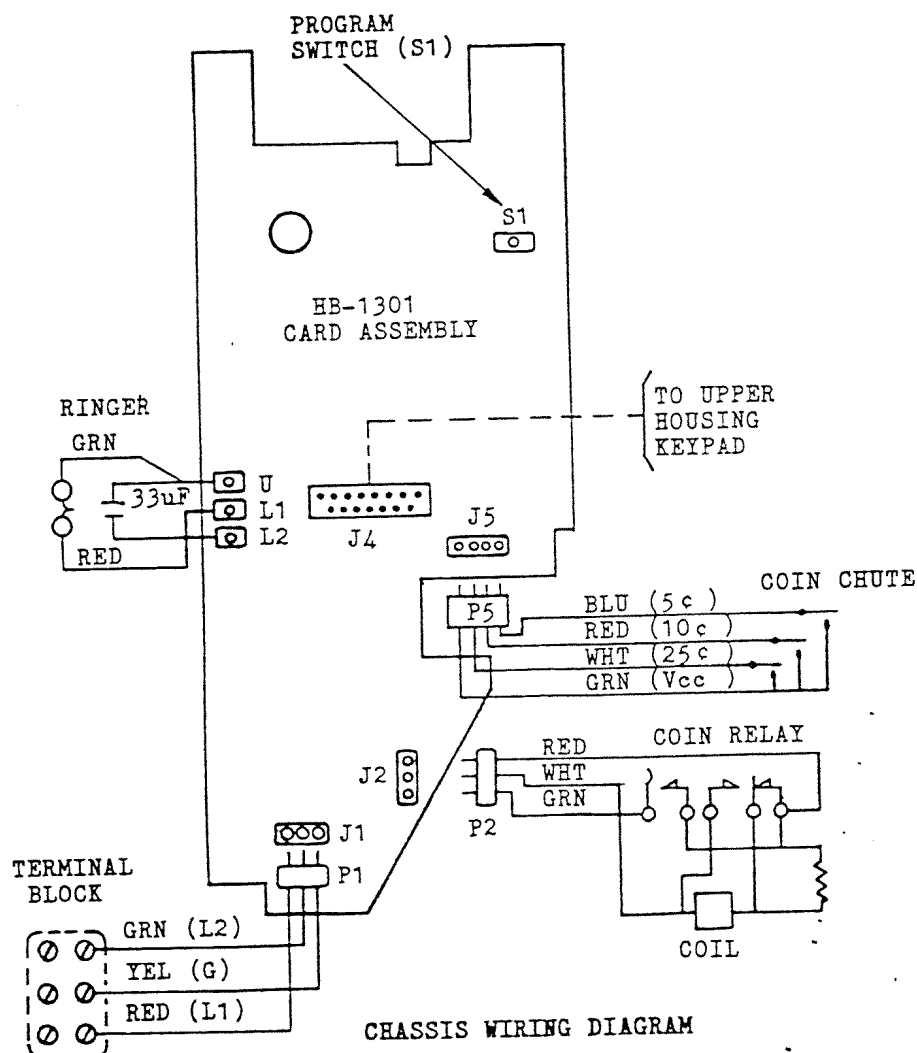 PROGRAM
SWITCH (S1)
S1
HB-1301
CARD ASSEMBLY
RINGER
GRN
33uF
RED
U
L1
L2
J4
TO UPPER
HOUSING
KEYPAD
J5
P5
COIN CHUTE
BLU (5¢)
RED (10¢)
WHT (25¢)
GRN (Vcc)
J2
P2
RED
WHT
GRN
COIN RELAY
COIL
J1
P1
TERMINAL
BLOCK
GRN (L2)
YEL (G)
RED (L1)
CHASSIS WIRING DIAGRAM